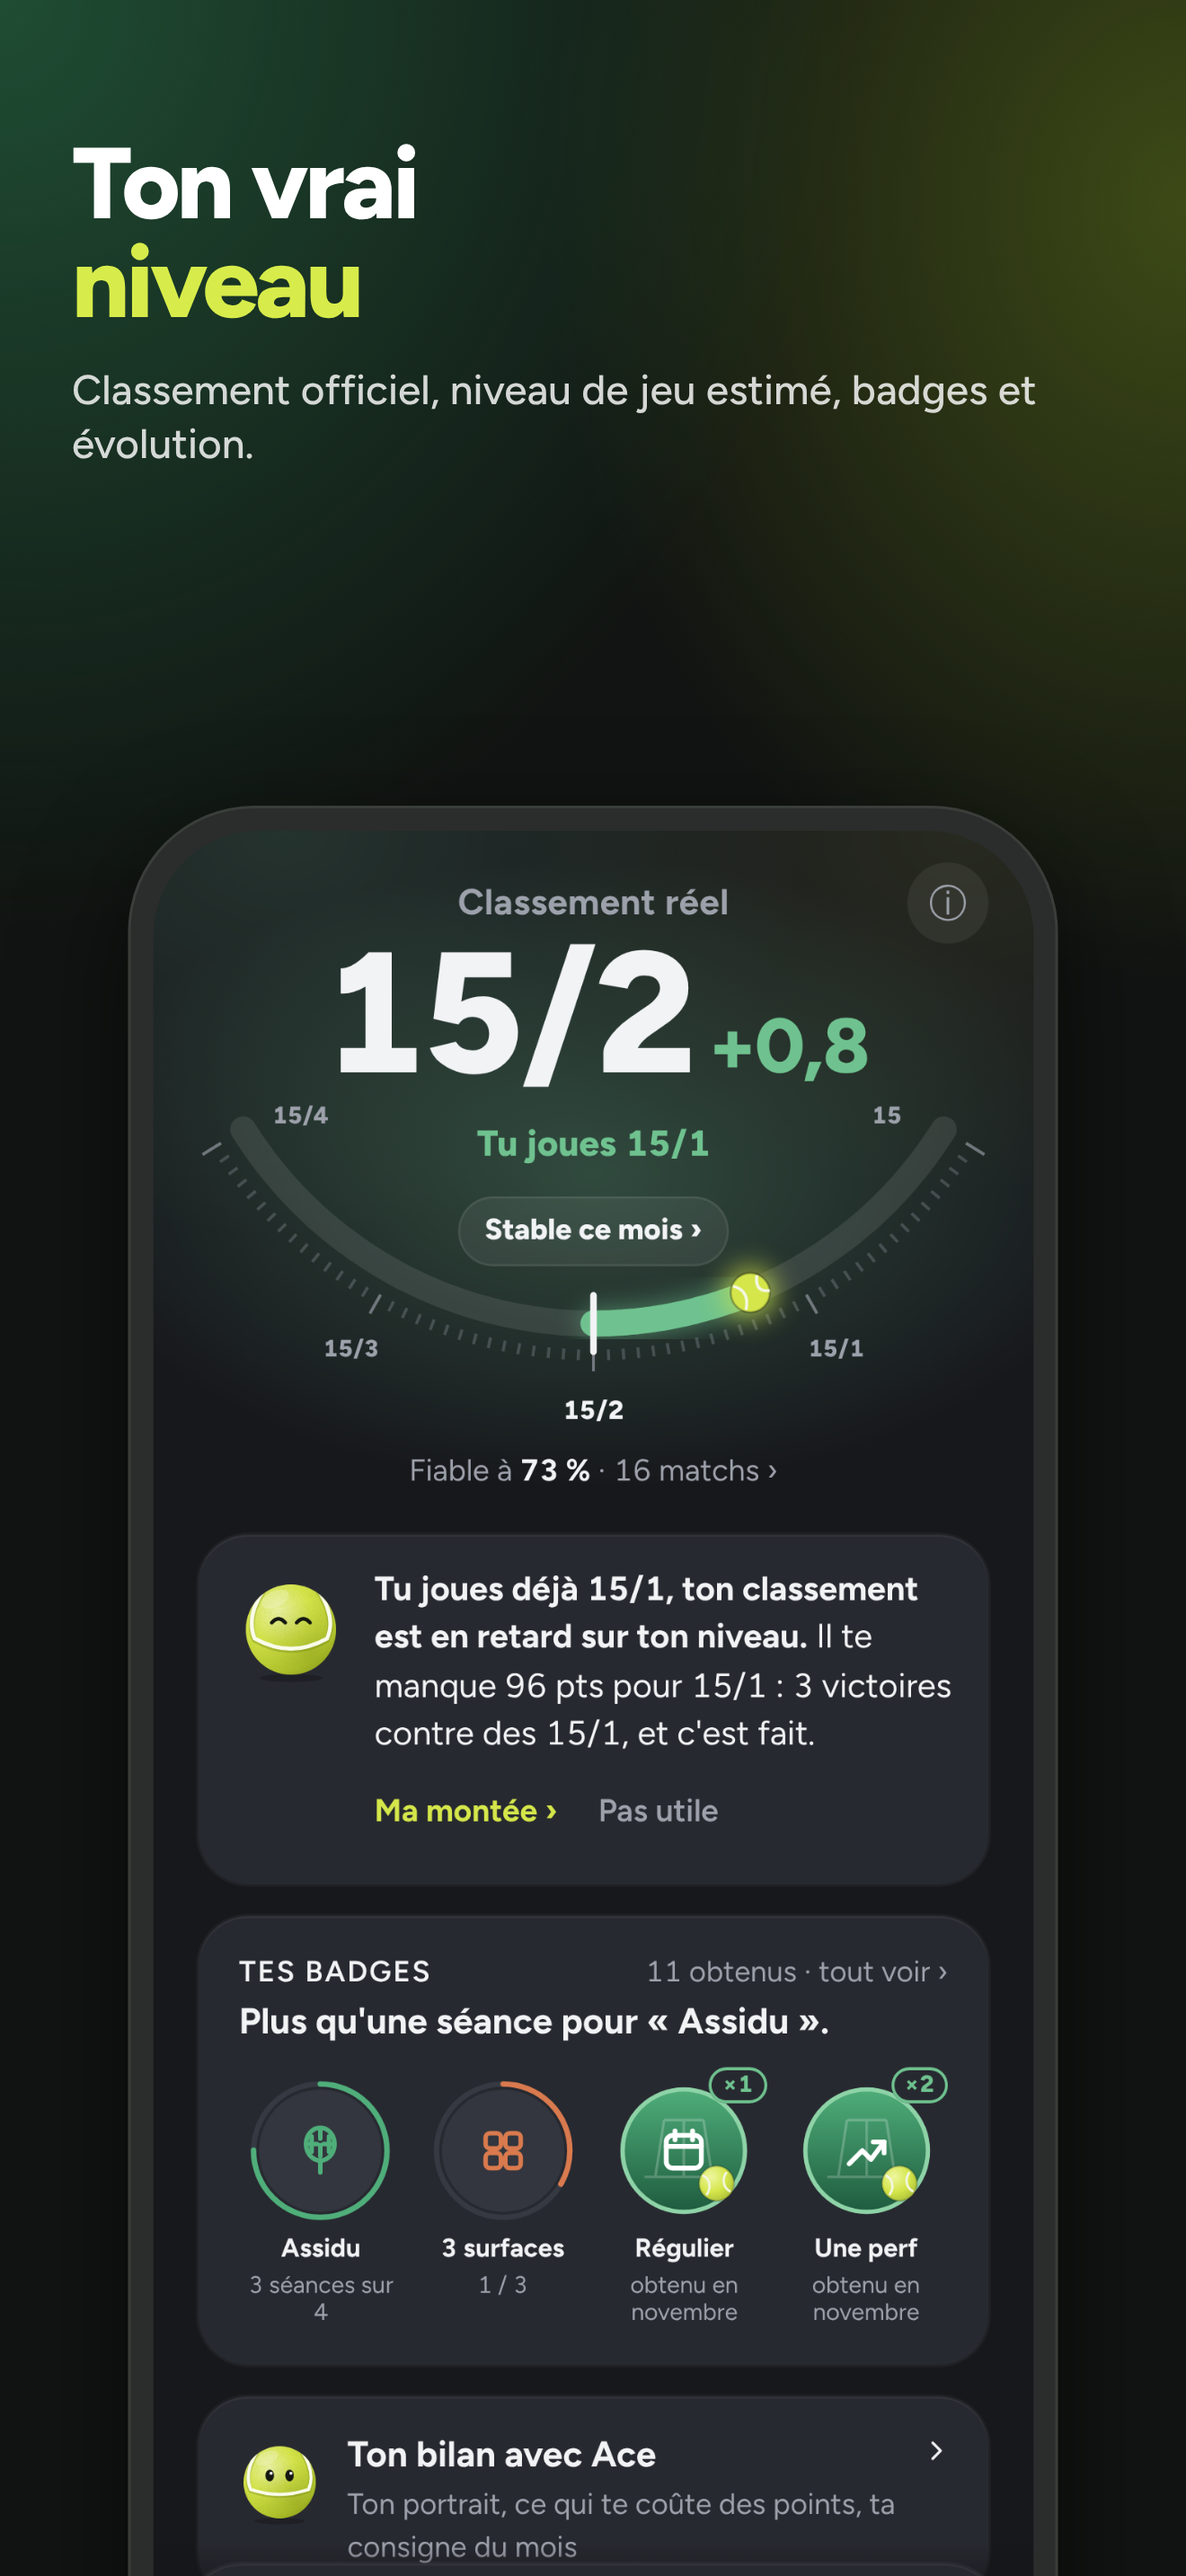 Ton vrai
niveau
Classement officiel, niveau de jeu estimé, badges et
évolution.
Classement réel
15/2 +0,8
15/4
15
Tu joues 15/1
Stable ce mois ›
15/3
15/1
15/2
Fiable à 73 % · 16 matchs ›
Tu joues déjà 15/1, ton classement
est en retard sur ton niveau. Il te
manque 96 pts pour 15/1 : 3 victoires
contre des 15/1, et c'est fait.
Ma montée › Pas utile
TES BADGES
11 obtenus · tout voir ›
Plus qu'une séance pour « Assidu ».
×1
×2
Assidu
3 séances sur
4
3 surfaces
1 / 3
Régulier
obtenu en
novembre
Une perf
obtenu en
novembre
Ton bilan avec Ace
Ton portrait, ce qui te coûte des points, ta
consigne du mois